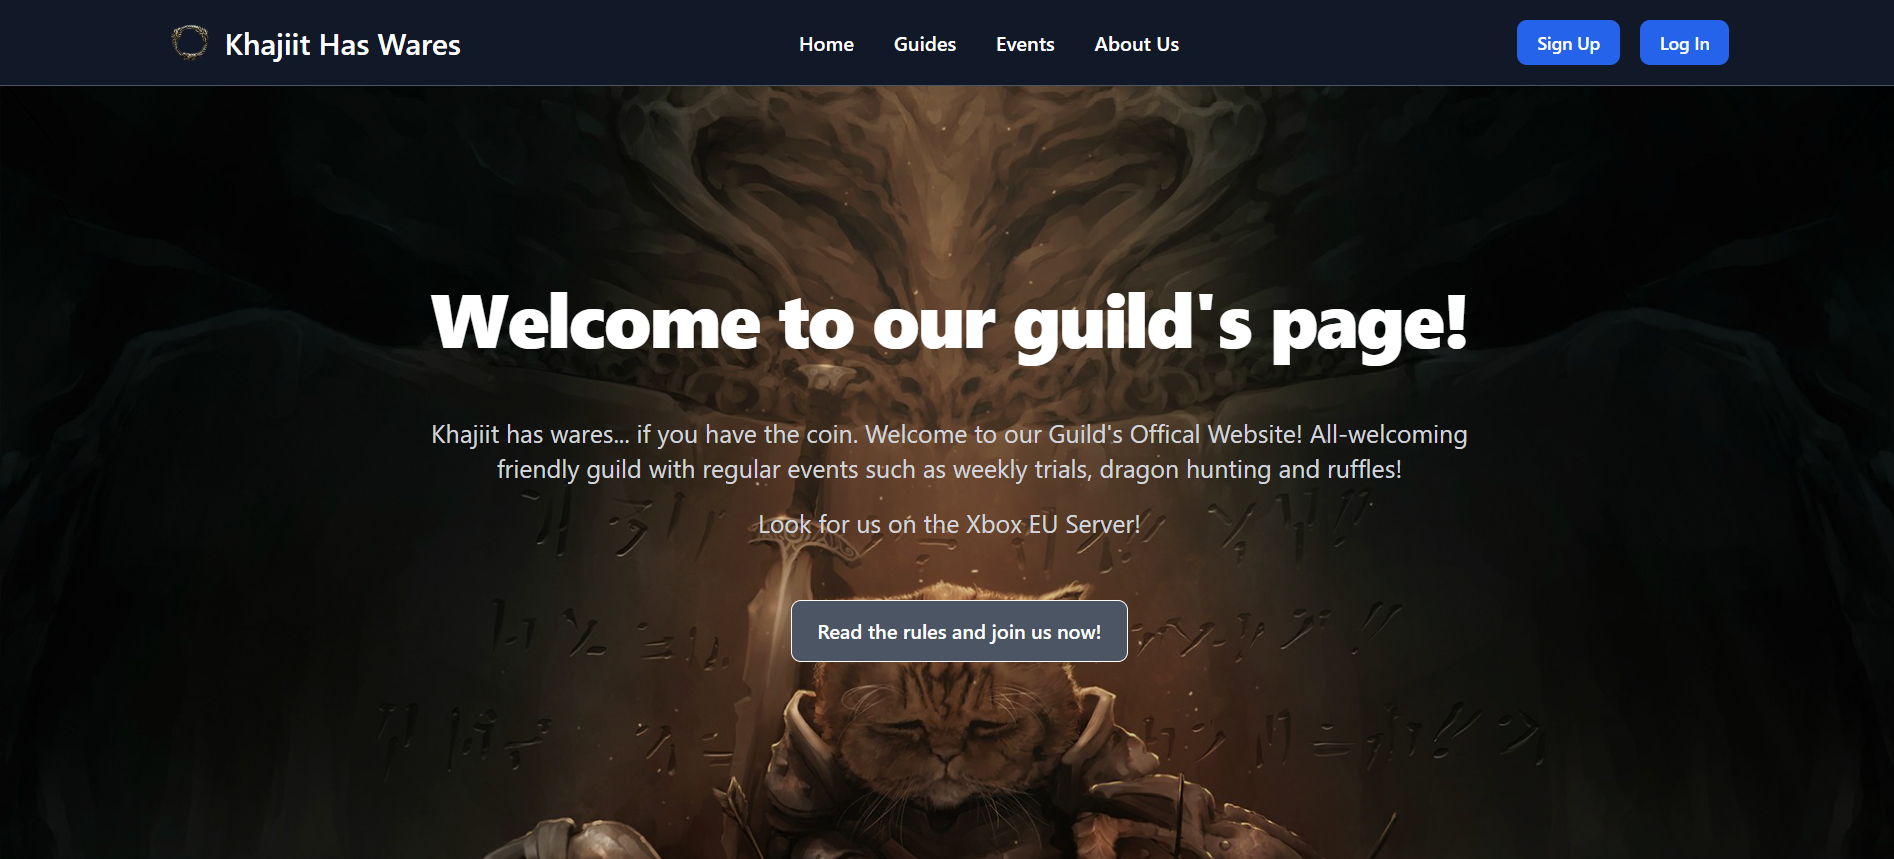 Khajiit Has Wares
Home
Guides
Events
About Us
Sign Up
Log In
Welcome to our guild's page!
Khajiit has wares... if you have the coin. Welcome to our Guild's Offical Website! All-welcoming
friendly guild with regular events such as weekly trials, dragon hunting and ruffles!
Look for us on the Xbox EU Server!
Read the rules and join us now!